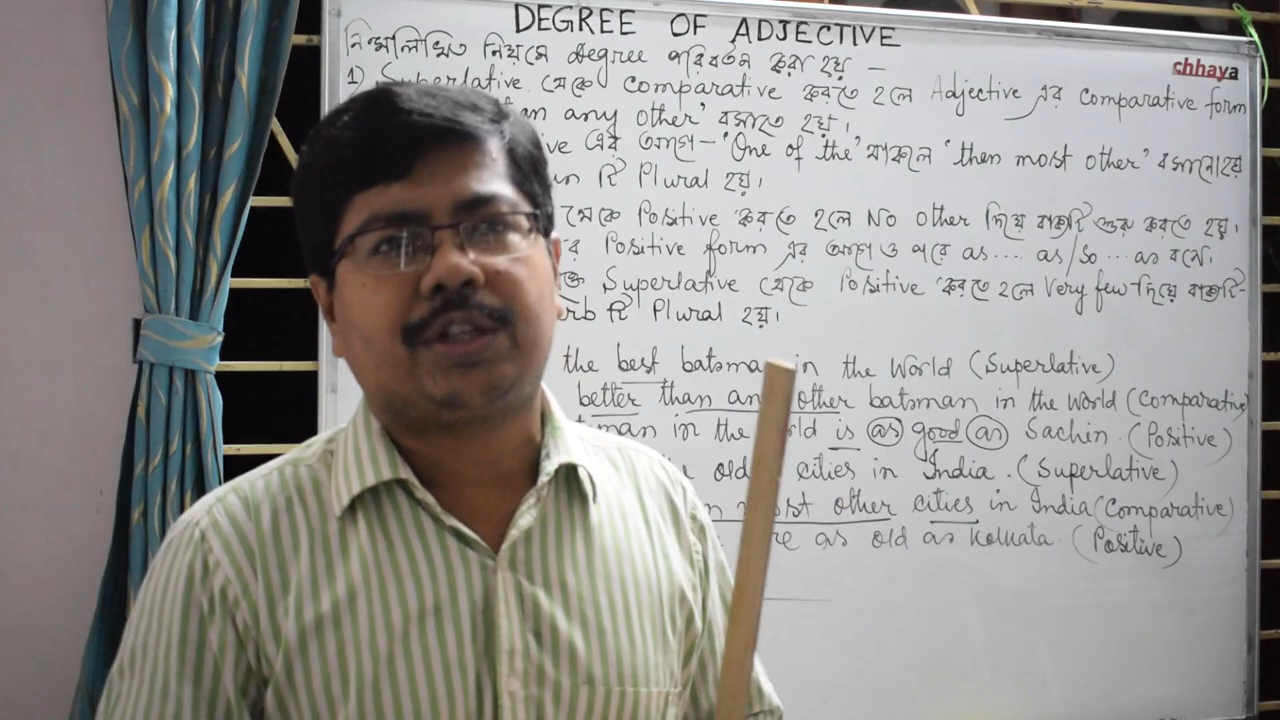 DEGREE OF ADJECTIVE
নিম্নলিখিত নিয়মে degree পরিবর্তন করা হয় –
chhaya
1) Superlative থেকে comparative করতে হলে Adjective এর comparative form
any other' বসাতে হয়।
এর আগে – 'One of the' থাকলে 'then most other' বসানো হয়
টি Plural হয়।
থেকে Positive করতে হলে No other দিয়ে বাক্যটি শুরু করতে হয়।
Positive form এর আগে ও পরে as .... as/so ... as বসে।
Superlative থেকে Positive করতে হলে Very few দিয়ে বাক্যটি-
টি Plural হয়।
the best batsman in the World (Superlative)
better than any other batsman in the World (Comparative)
in the world is as good as Sachin. (Positive)
cities in India. (Superlative)
most other cities in India (Comparative)
as old as Kolkata. (Positive)